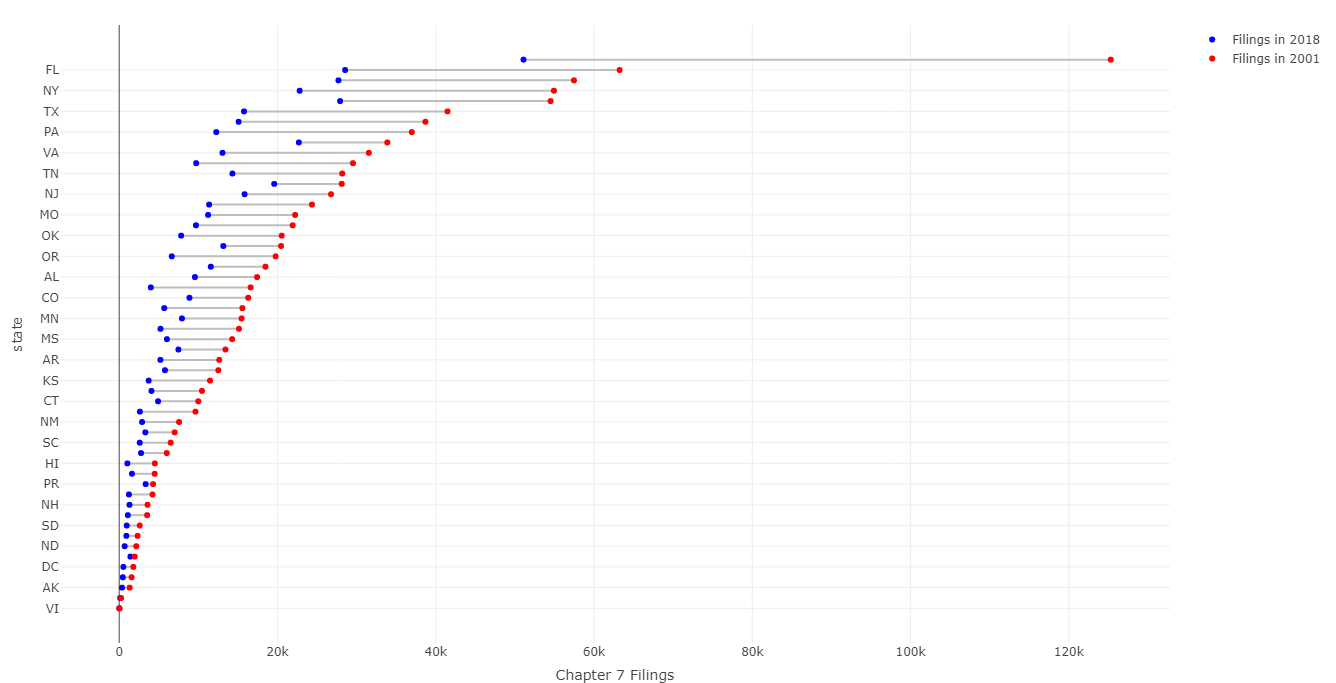 Filings in 2018
Filings in 2001
FL
NY
TX
PA
VA
TN
NJ
MO
OK
OR
AL
CO
MN
MS
AR
KS
CT
NM
SC
HI
PR
NH
SD
ND
DC
AK
VI
state
0 20k 40k 60k 80k 100k 120k
Chapter 7 Filings